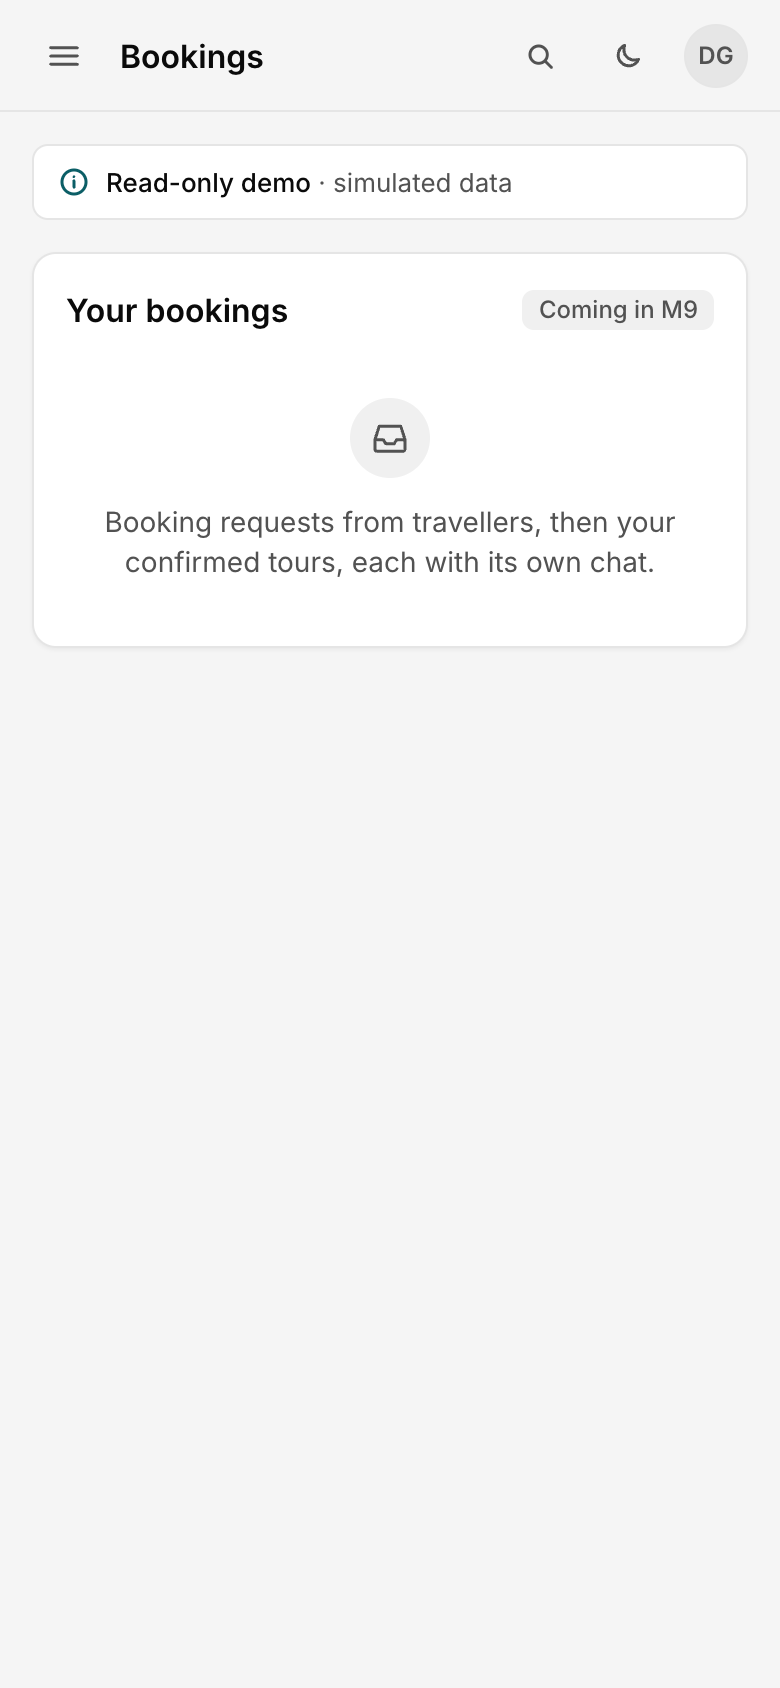 Bookings
DG
Read-only demo · simulated data
Your bookings
Coming in M9
Booking requests from travellers, then your
confirmed tours, each with its own chat.